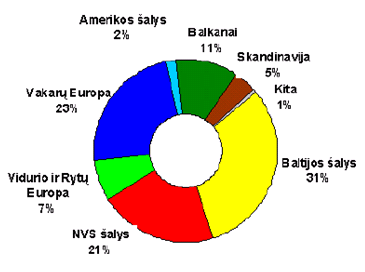 Amerikos šalys
2%
Balkanai
11%
Skandinavija
5%
Kita
1%
Baltijos šalys
31%
NVS šalys
21%
Vidurio ir Rytų
Europa
7%
Vakarų Europa
23%